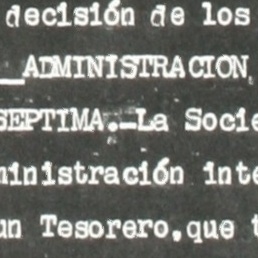 decisión de los
ADMINISTRACION
SEPTIMA.-La Socie
ministración inte
un Tesorero,que t